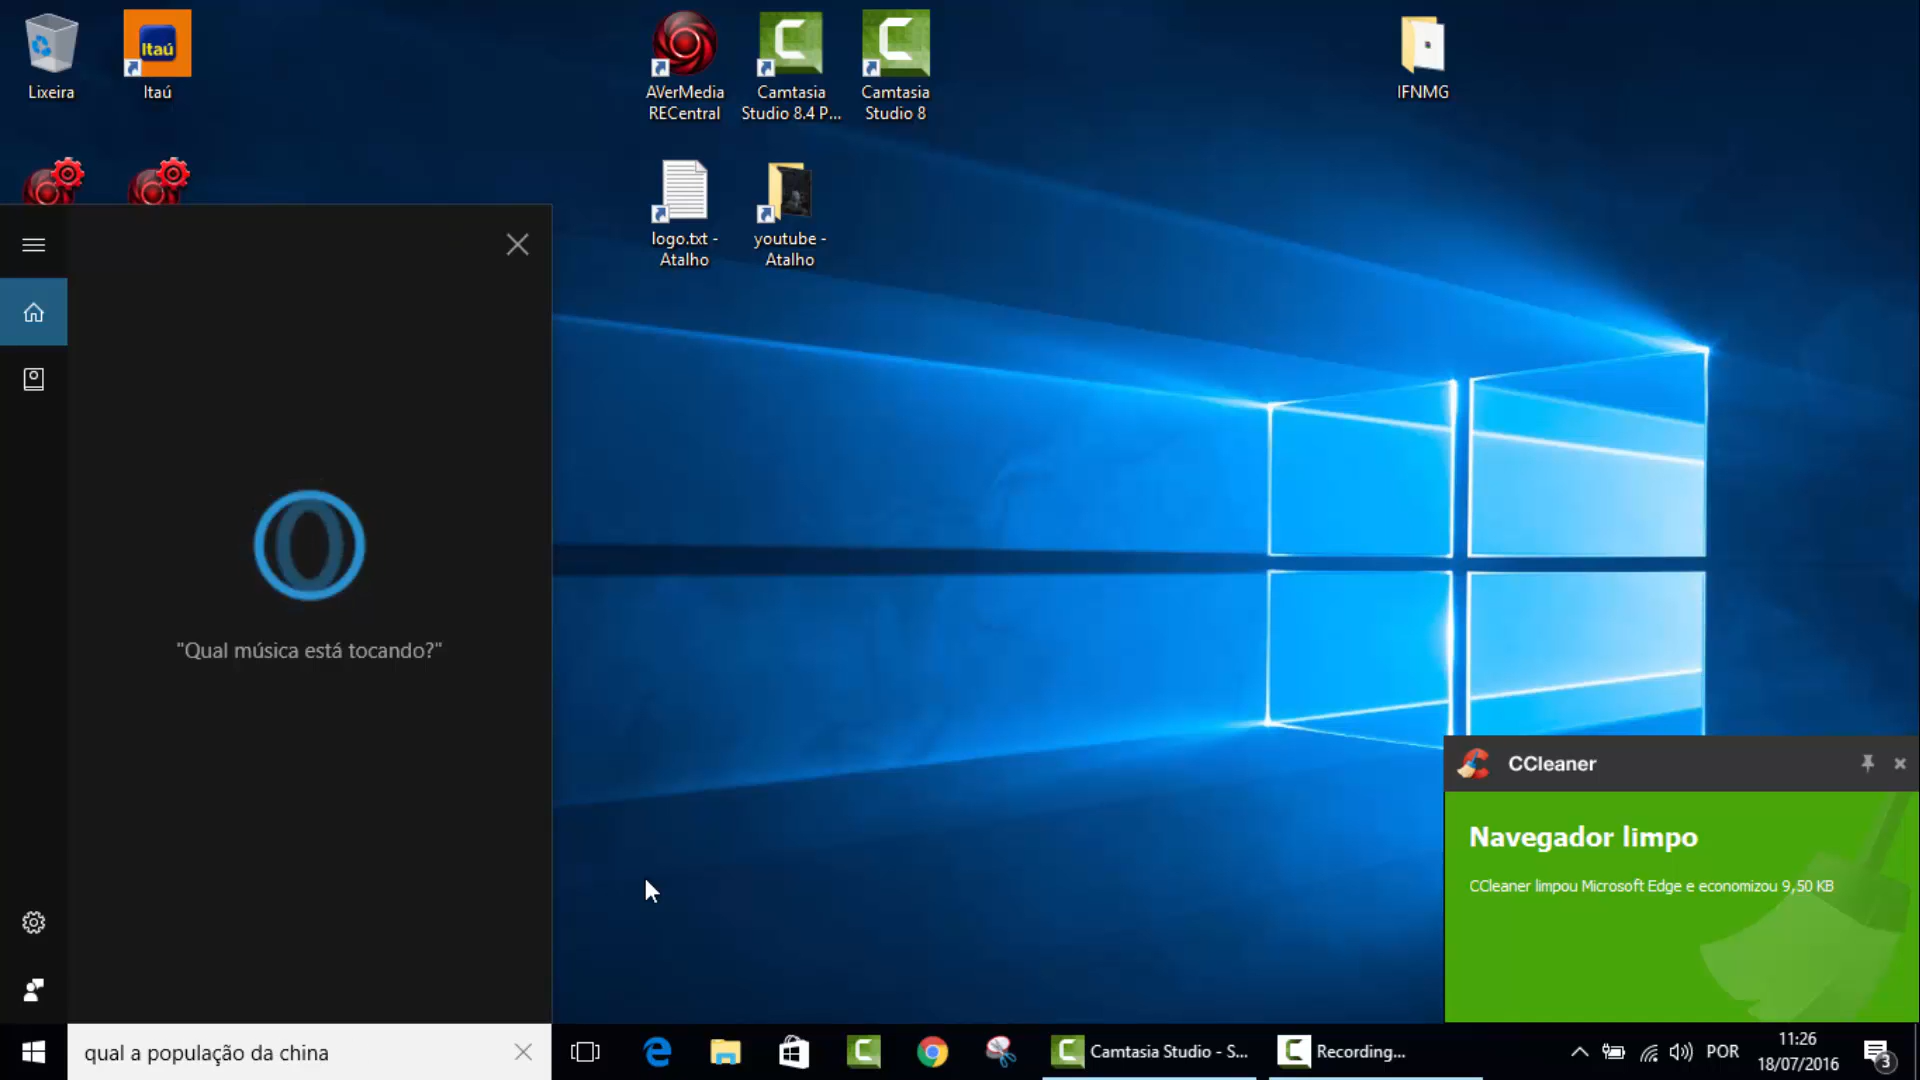 Itaú
Lixeira
Itaú
AVerMedia
RECentral
Camtasia
Studio 8.4 P...
Camtasia
Studio 8
IFNMG
logo.txt -
Atalho
youtube -
Atalho
"Qual música está tocando?"
CCleaner
Navegador limpo
CCleaner limpou Microsoft Edge e economizou 9,50 KB
qual a população da china
Camtasia Studio - S...
Recording...
POR
11:26
18/07/2016
3